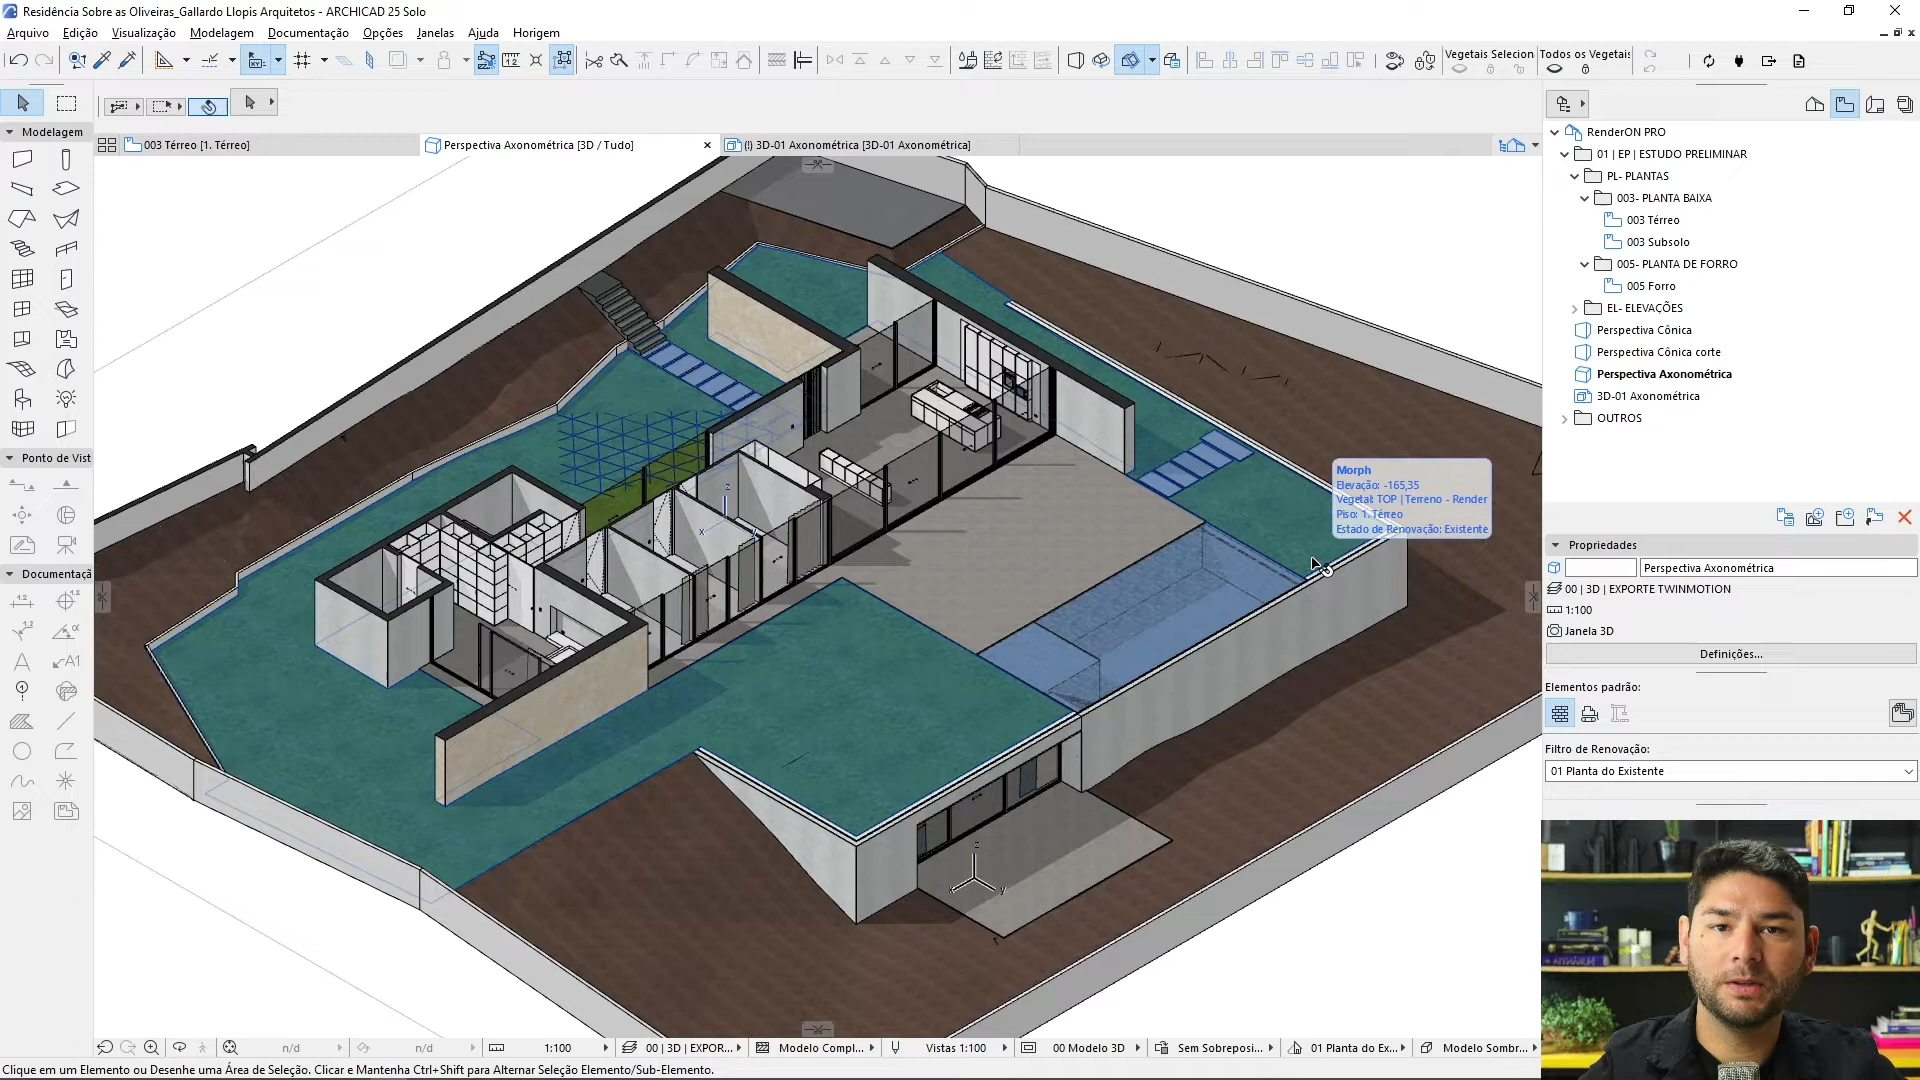 Residência Sobre as Oliveiras_Gallardo Llopis Arquitetos - ARCHICAD 25 Solo
Arquivo Edição Visualização Modelagem Documentação Opções Janelas Ajuda Horigem
Vegetais Selecion Todos os Vegetais
Modelagem
003 Térreo [1. Térreo]
Perspectiva Axonométrica [3D / Tudo]
(!) 3D-01 Axonométrica [3D-01 Axonométrica]
RenderON PRO
01 | EP | ESTUDO PRELIMINAR
PL- PLANTAS
003- PLANTA BAIXA
003 Térreo
003 Subsolo
005- PLANTA DE FORRO
005 Forro
EL- ELEVAÇÕES
Perspectiva Cônica
Perspectiva Cônica corte
Perspectiva Axonométrica
3D-01 Axonométrica
OUTROS
Ponto de Vist
Documentaçã
Morph
Elevação: -165,35
Vegetal: TOP | Terreno - Render
Piso: 1. Térreo
Estado de Renovação: Existente
z
x
z
x
y
Propriedades
Perspectiva Axonométrica
00 | 3D | EXPORTE TWINMOTION
1:100
Janela 3D
Definições...
Elementos padrão:
Filtro de Renovação:
01 Planta do Existente
n/d
n/d
1:100
00 | 3D | EXPOR...
Modelo Compl...
Vistas 1:100
00 Modelo 3D
Sem Sobreposi...
01 Planta do Ex...
Modelo Sombr...
Clique em um Elemento ou Desenhe uma Área de Seleção. Clicar e Mantenha Ctrl+Shift para Alternar Seleção Elemento/Sub-Elemento.